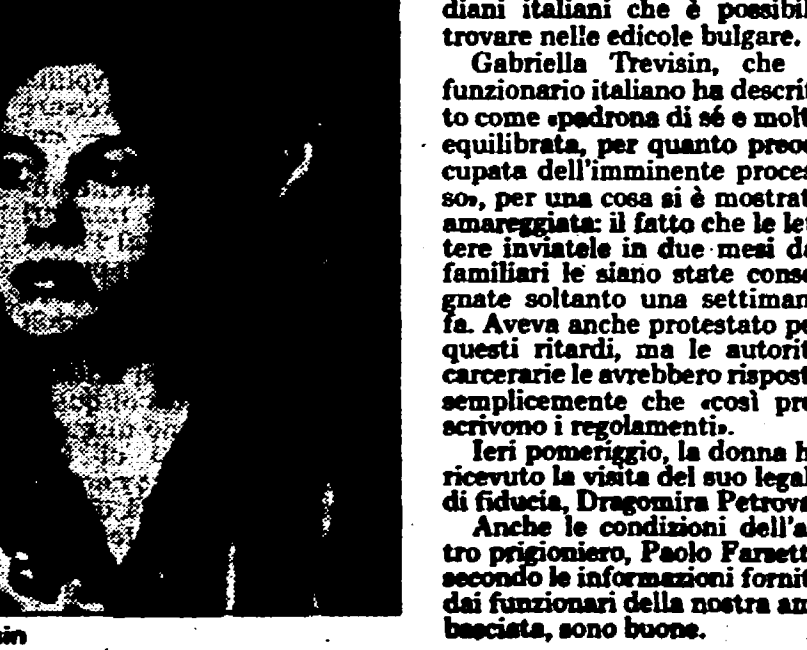 diani italiani che è possibil
trovare nelle edicole bulgare.
Gabriella Trevisin, che
funzionario italiano ha descrit
to come «padrona di sé e molt
equilibrata, per quanto preoc
cupata dell'imminente proces
so», per una cosa si è mostrat
amareggiata: il fatto che le let
tere inviatele in due mesi da
familiari le siano state conse
gnate soltanto una settiman
fa. Aveva anche protestato pe
questi ritardi, ma le autorit
carcerarie le avrebbero rispost
semplicemente che «così pre
scrivono i regolamenti».
Ieri pomeriggio, la donna h
ricevuto la visita del suo legal
di fiducia, Dragomira Petrova
Anche le condizioni dell'a
tro prigioniero, Paolo Farsett
secondo le informazioni fornit
dai funzionari della nostra am
basciata, sono buone.
sin